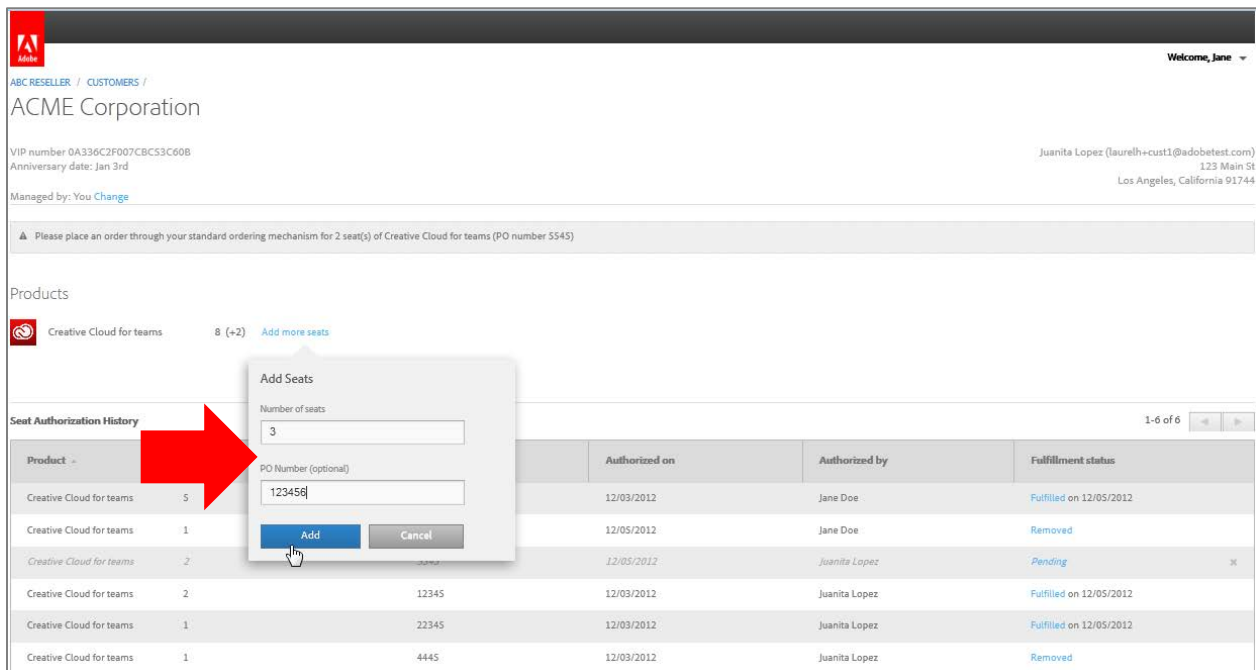 Adobe
Welcome, Jane
ABC RESELLER / CUSTOMERS /
ACME Corporation
VIP number 0A336C2F007CBC53C60B
Anniversary date: Jan 3rd
Managed by: You Change
Juanita Lopez (laurelh+cust1@adobetest.com)
123 Main St
Los Angeles, California 91744
Please place an order through your standard ordering mechanism for 2 seat(s) of Creative Cloud for teams (PO number 5545)
Products
Creative Cloud for teams 8 (+2) Add more seats
Add Seats
Number of seats
3
PO Number (optional)
123456
Add Cancel
Seat Authorization History 1-6 of 6
Product Authorized on Authorized by Fulfillment status
Creative Cloud for teams 5 12/03/2012 Jane Doe Fulfilled on 12/05/2012
Creative Cloud for teams 1 12/05/2012 Jane Doe Removed
Creative Cloud for teams 2 12/05/2012 Juanita Lopez Pending
Creative Cloud for teams 2 12345 12/03/2012 Juanita Lopez Fulfilled on 12/05/2012
Creative Cloud for teams 1 22345 12/03/2012 Juanita Lopez Fulfilled on 12/05/2012
Creative Cloud for teams 1 4445 12/03/2012 Juanita Lopez Removed